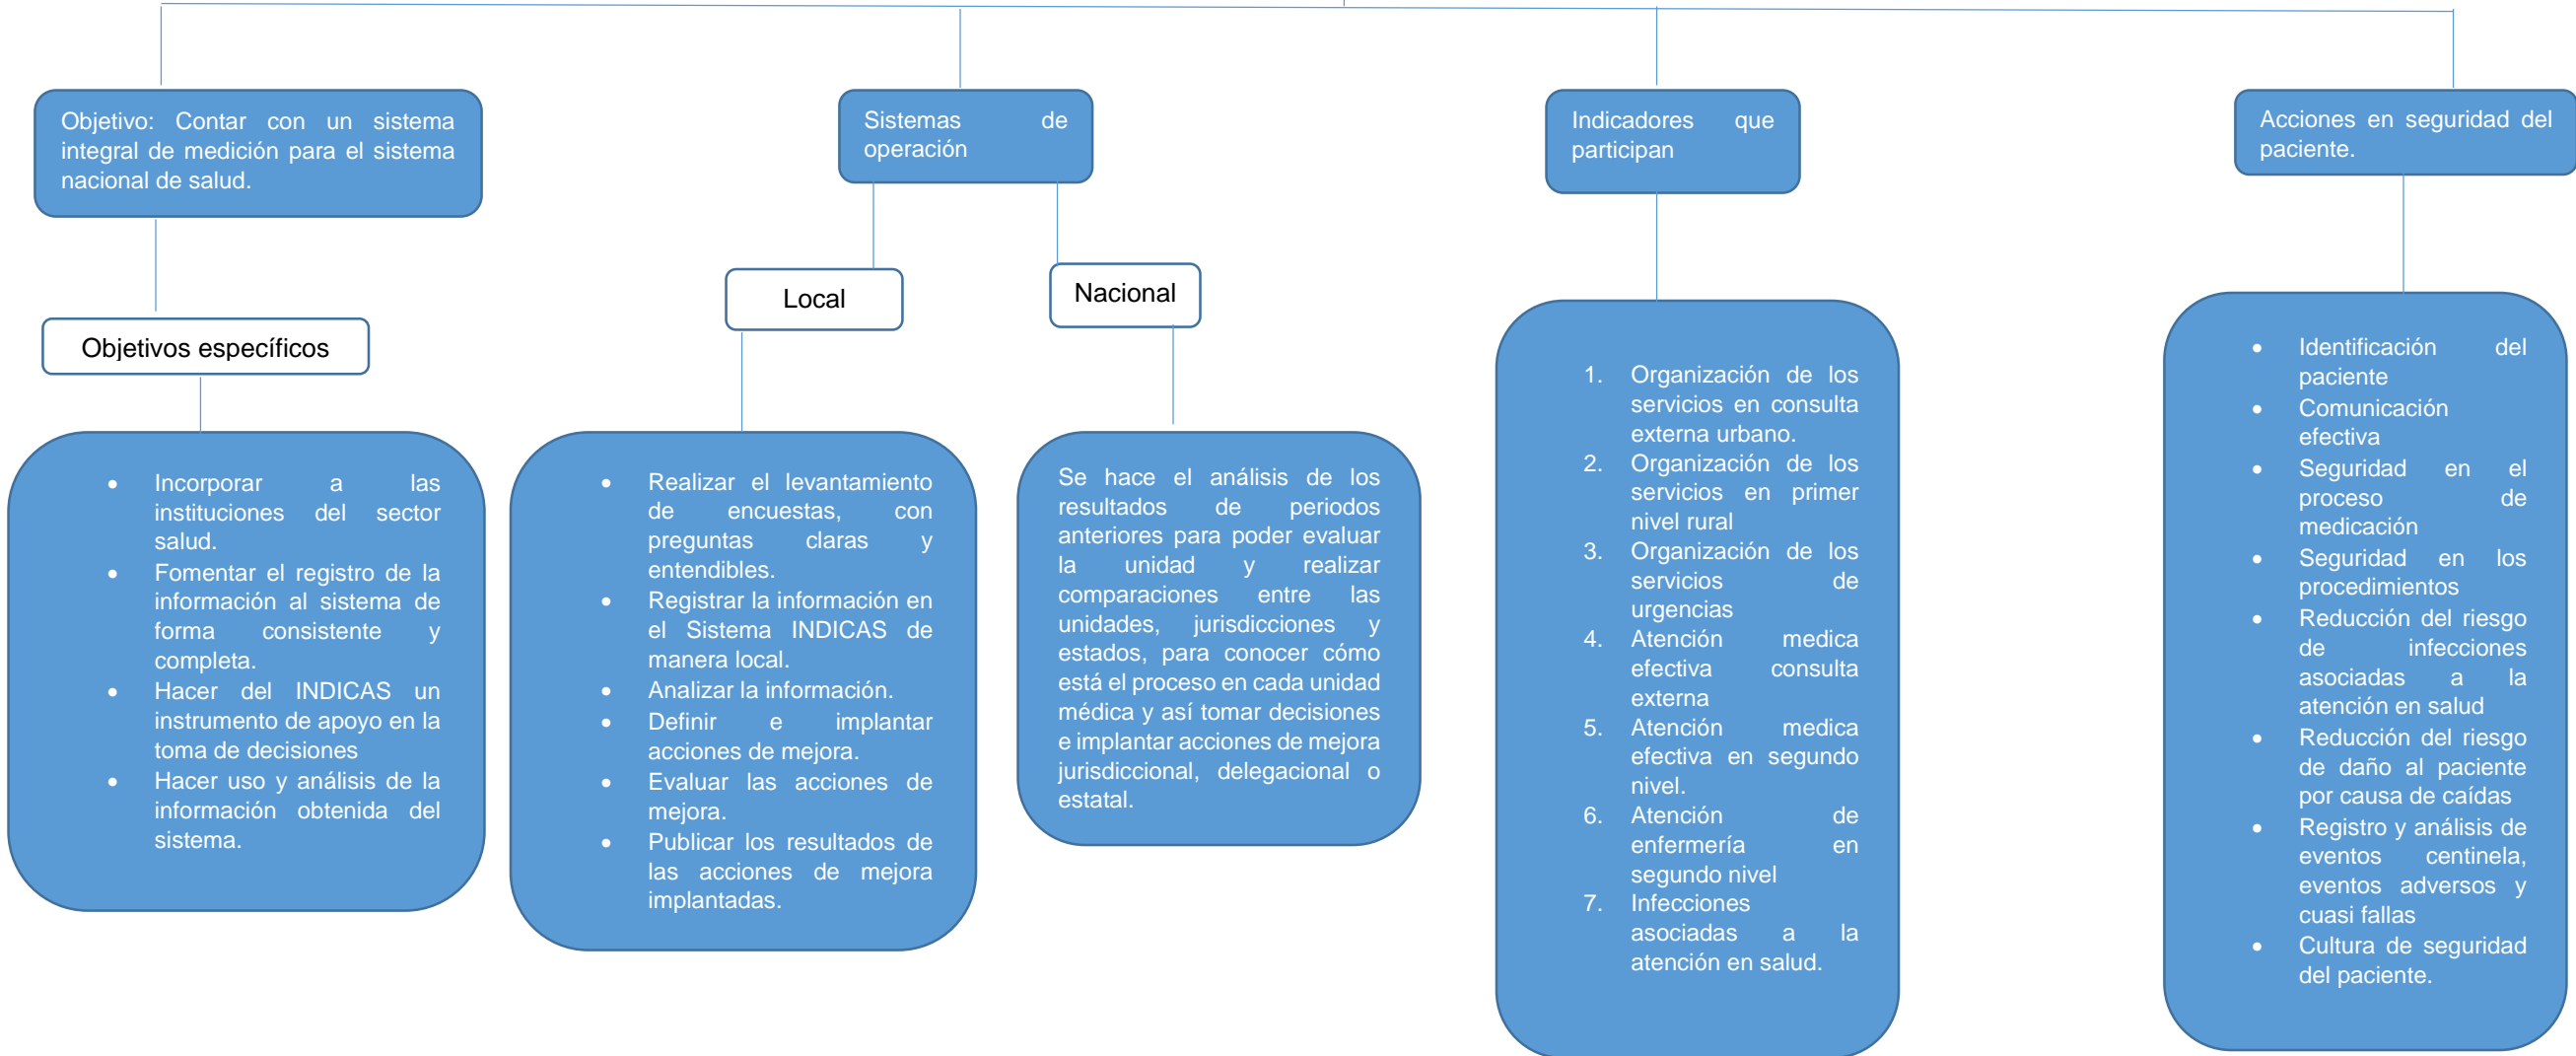 Objetivo: Contar con un sistema
integral de medición para el sistema
nacional de salud.
Sistemas de
operación
Indicadores que
participan
Acciones en seguridad del
paciente.
Local
Nacional
Objetivos específicos
• Incorporar a las
instituciones del sector
salud.
• Fomentar el registro de la
información al sistema de
forma consistente y
completa.
• Hacer del INDICAS un
instrumento de apoyo en la
toma de decisiones
• Hacer uso y análisis de la
información obtenida del
sistema.
• Realizar el levantamiento
de encuestas, con
preguntas claras y
entendibles.
• Registrar la información en
el Sistema INDICAS de
manera local.
• Analizar la información.
• Definir e implantar
acciones de mejora.
• Evaluar las acciones de
mejora.
• Publicar los resultados de
las acciones de mejora
implantadas.
Se hace el análisis de los
resultados de periodos
anteriores para poder evaluar
la unidad y realizar
comparaciones entre las
unidades, jurisdicciones y
estados, para conocer cómo
está el proceso en cada unidad
médica y así tomar decisiones
e implantar acciones de mejora
jurisdiccional, delegacional o
estatal.
1. Organización de los
servicios en consulta
externa urbano.
2. Organización de los
servicios en primer
nivel rural
3. Organización de los
servicios de
urgencias
4. Atención medica
efectiva consulta
externa
5. Atención medica
efectiva en segundo
nivel.
6. Atención de
enfermería en
segundo nivel
7. Infecciones
asociadas a la
atención en salud.
• Identificación del
paciente
• Comunicación
efectiva
• Seguridad en el
proceso de
medicación
• Seguridad en los
procedimientos
• Reducción del riesgo
de infecciones
asociadas a la
atención en salud
• Reducción del riesgo
de daño al paciente
por causa de caídas
• Registro y análisis de
eventos centinela,
eventos adversos y
cuasi fallas
• Cultura de seguridad
del paciente.